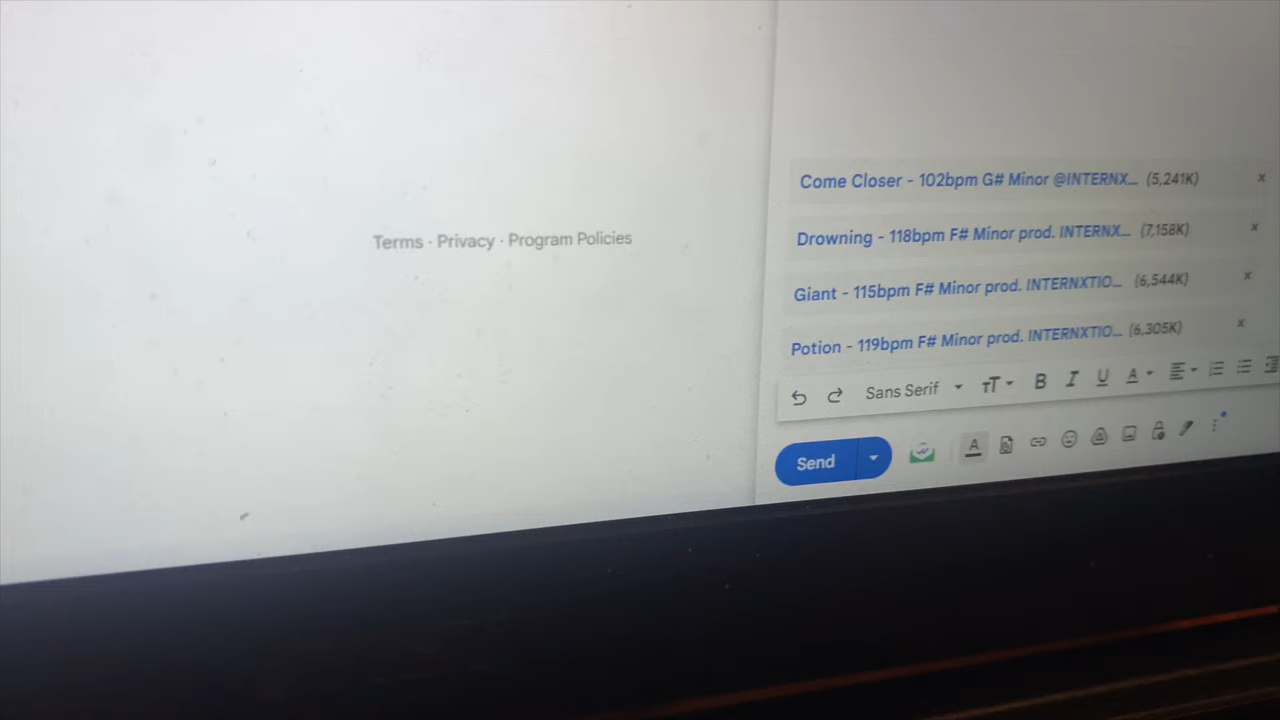 Terms · Privacy · Program Policies
Come Closer - 102bpm G# Minor @INTERNX... (5,241K) x
Drowning - 118bpm F# Minor prod. INTERNX... (7,158K) x
Giant - 115bpm F# Minor prod. INTERNXTIO... (6,544K) x
Potion - 119bpm F# Minor prod. INTERNXTIO... (6,305K) x
Sans Serif
Send